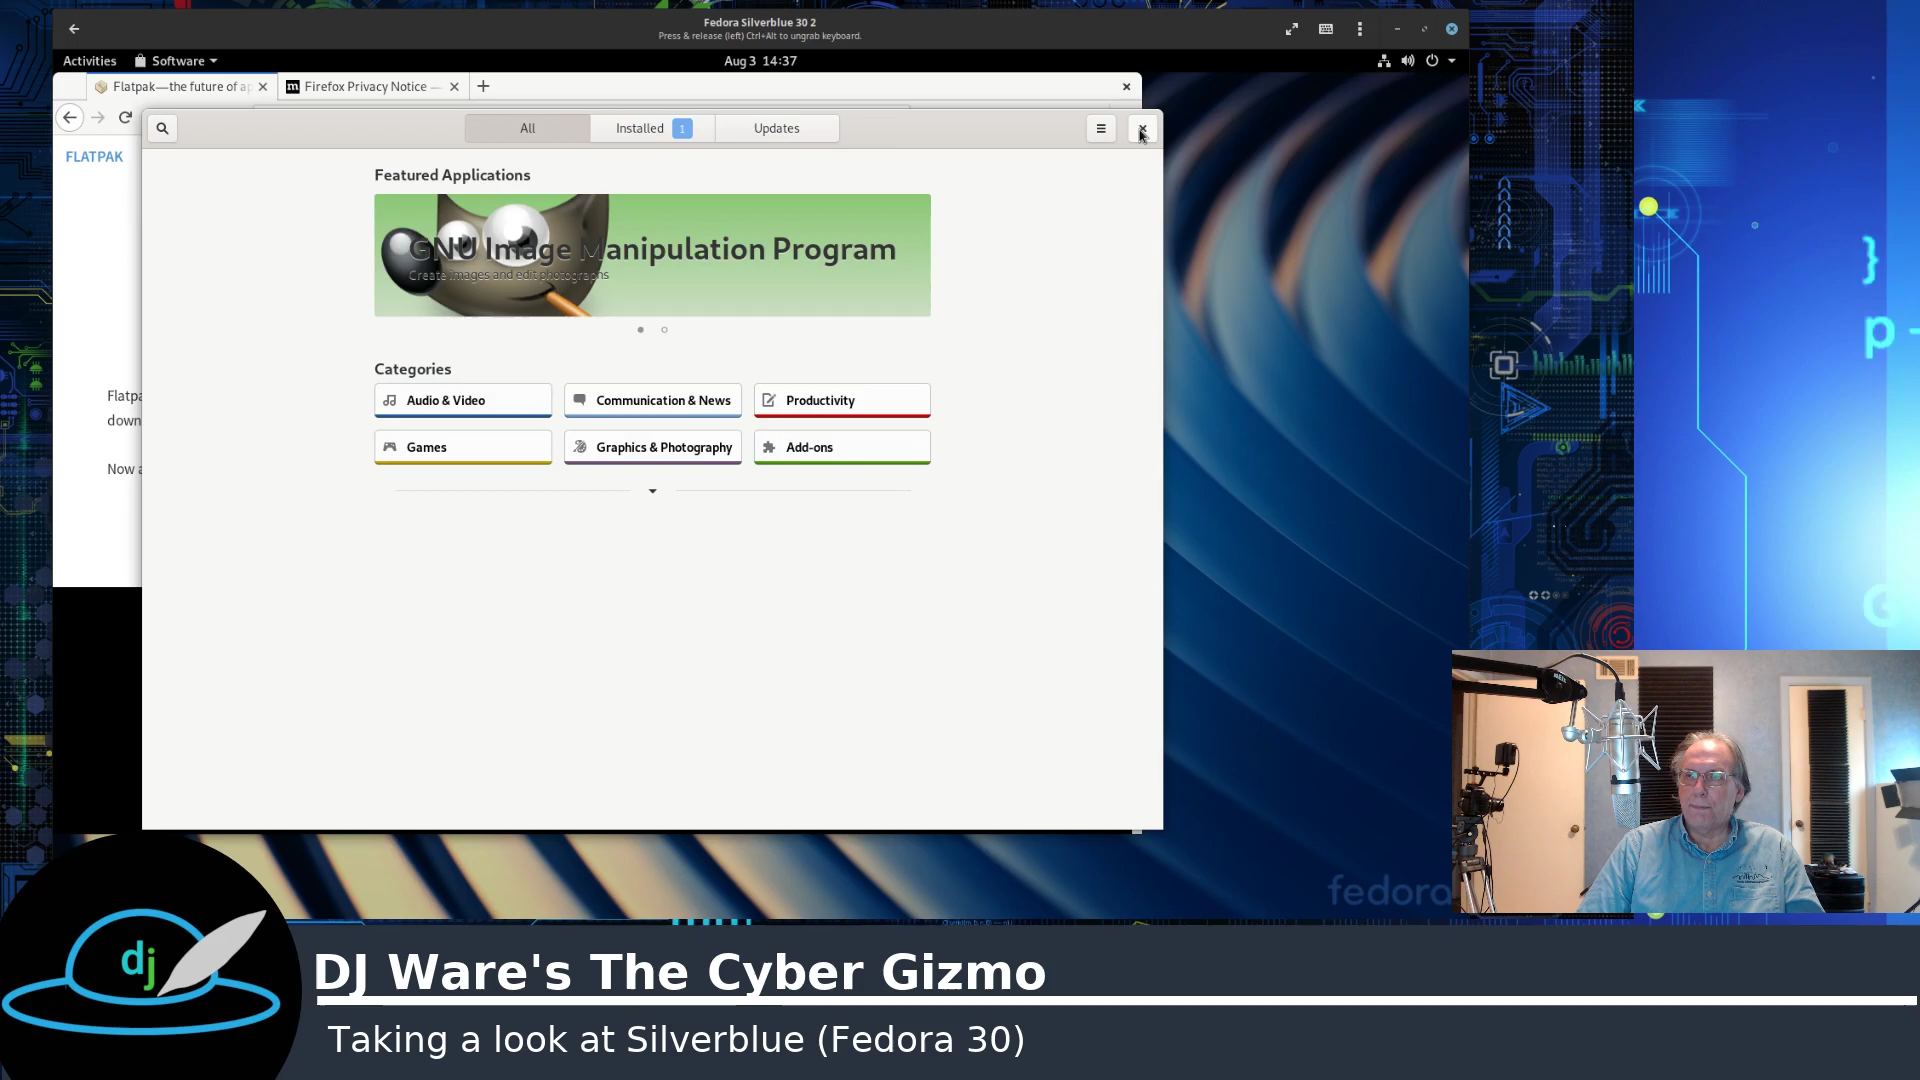 Fedora Silverblue 30 2
Press & release (left) Ctrl+Alt to ungrab keyboard.
Activities Software Aug 3 14:37
Flatpak—the future of ap Firefox Privacy Notice —
All Installed 1 Updates
FLATPAK
Featured Applications
GNU Image Manipulation Program
Create images and edit photographs
Categories
Audio & Video Communication & News Productivity
Games Graphics & Photography Add-ons
Flatpa
down
Now a
}
p -
fedora
dj
DJ Ware's The Cyber Gizmo
Taking a look at Silverblue (Fedora 30)